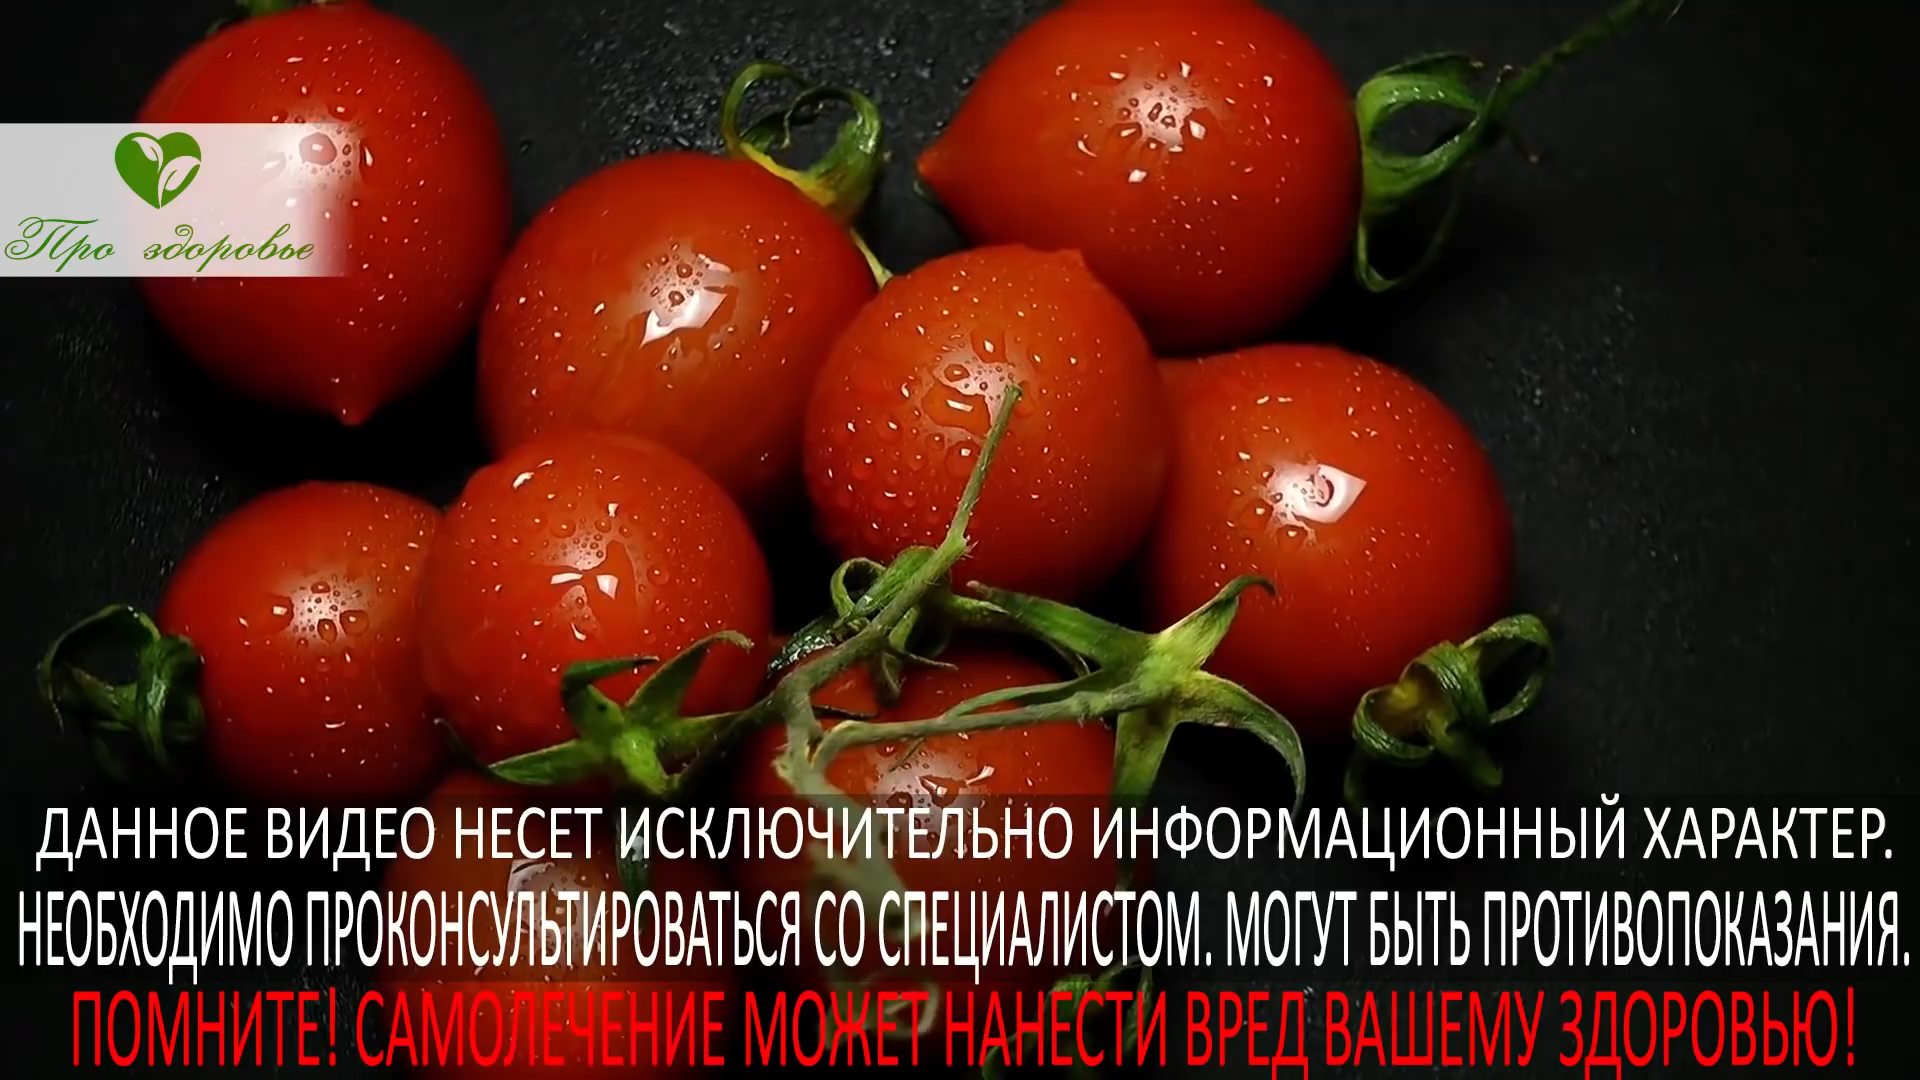 Про здоровье
ДАННОЕ ВИДЕО НЕСЕТ ИСКЛЮЧИТЕЛЬНО ИНФОРМАЦИОННЫЙ ХАРАКТЕР.
НЕОБХОДИМО ПРОКОНСУЛЬТИРОВАТЬСЯ СО СПЕЦИАЛИСТОМ. МОГУТ БЫТЬ ПРОТИВОПОКАЗАНИЯ.
ПОМНИТЕ! САМОЛЕЧЕНИЕ МОЖЕТ НАНЕСТИ ВРЕД ВАШЕМУ ЗДОРОВЬЮ!